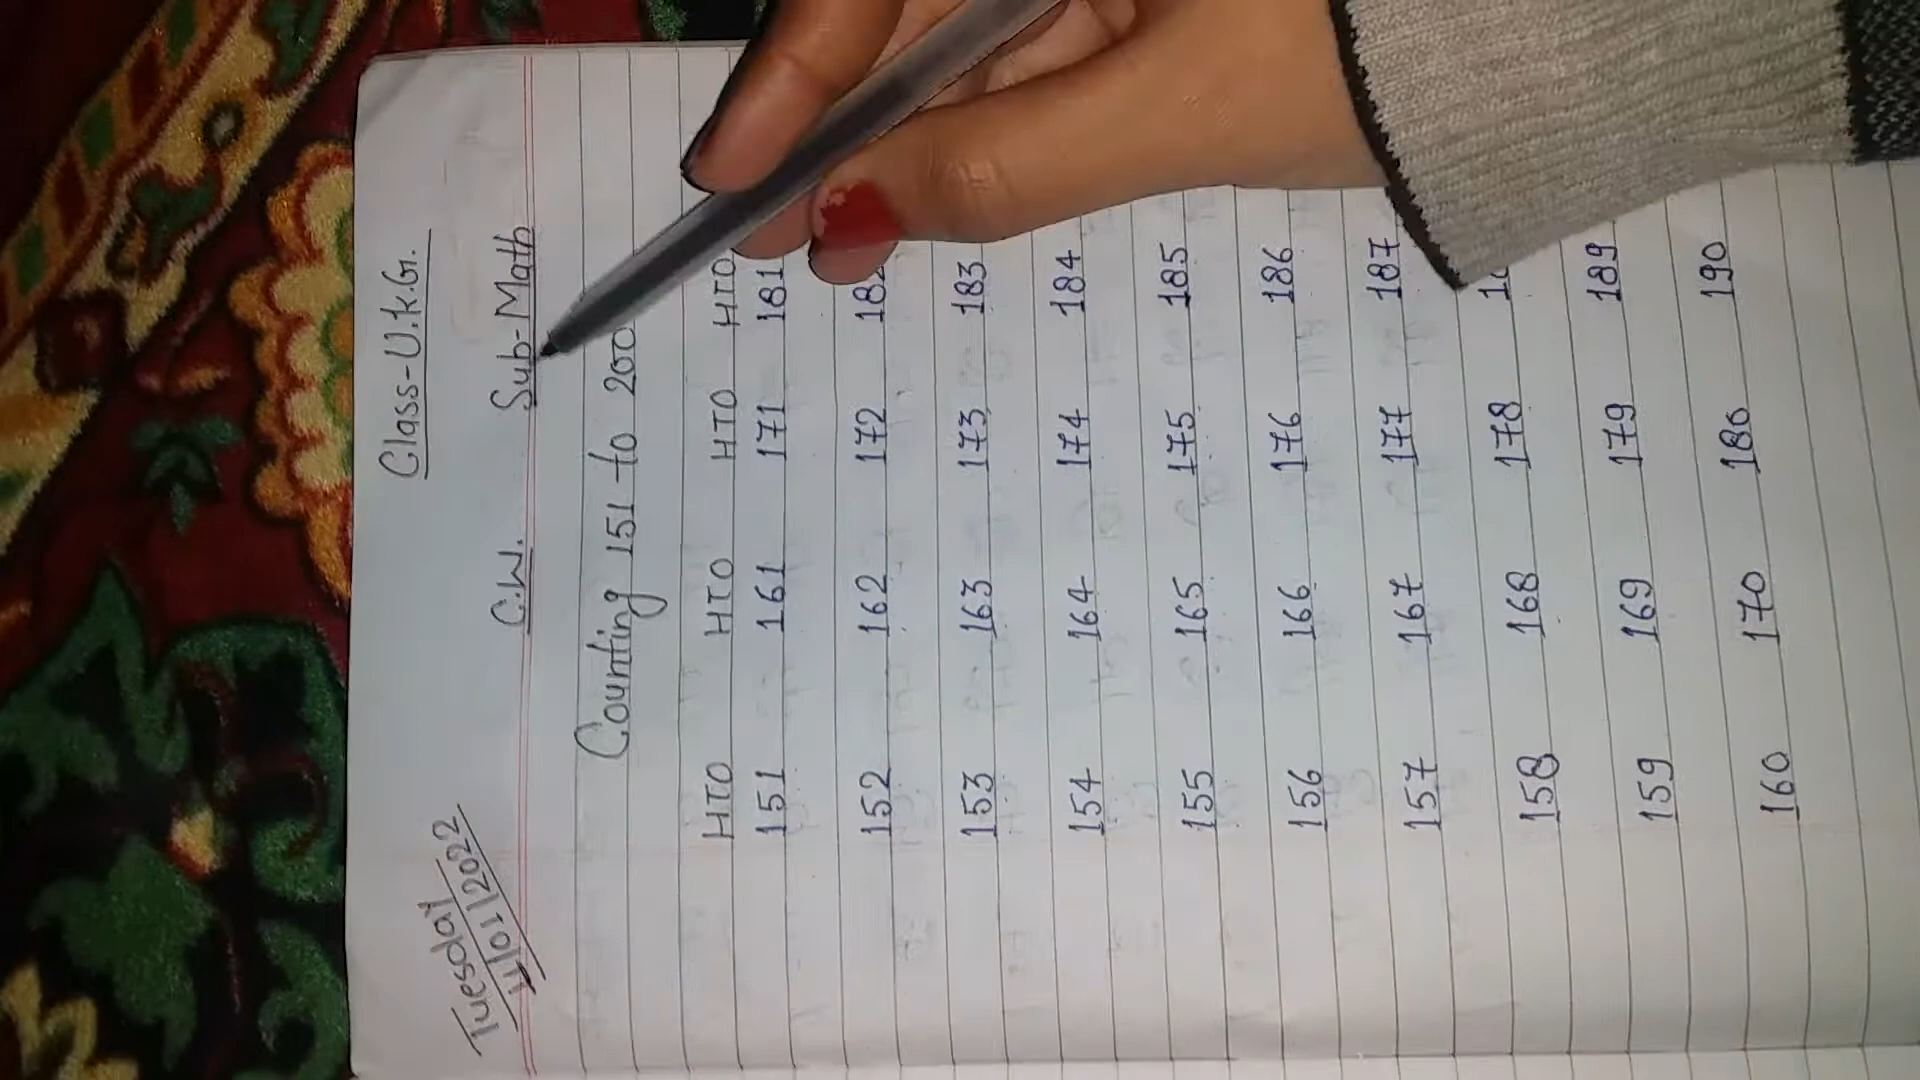 Class-U.K.G.
Tuesday C.W. Sub-Math
11/01/2022
Counting 151 to 200
HTO HTO HTO HTO
151 161 171 181
152 162 172
153 163 173 183
154 164 174 184
155 165 175 185
156 166 176 186
157 167 177 187
158 168 178
159 169 179 189
160 170 180 190